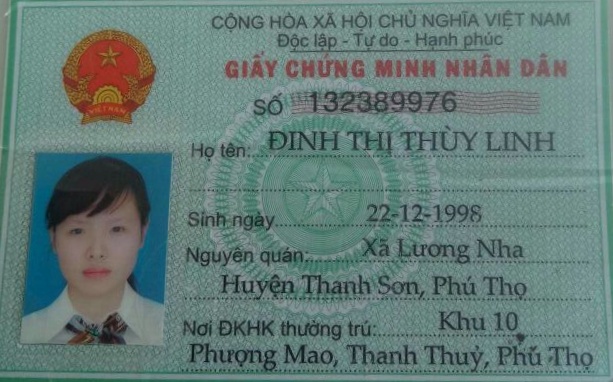 CỘNG HÒA XÃ HỘI CHỦ NGHĨA VIỆT NAM
Độc lập - Tự do - Hạnh phúc
GIẤY CHỨNG MINH NHÂN DÂN
SỐ 132389976
Họ tên: ĐINH THỊ THÙY LINH
Sinh ngày 22-12-1998
Nguyên quán: Xã Lương Nha
Huyện Thanh Sơn, Phú Thọ
Nơi ĐKHK thường trú: Khu 10
Phượng Mao, Thanh Thuỷ, Phú Thọ
VIỆT NAM